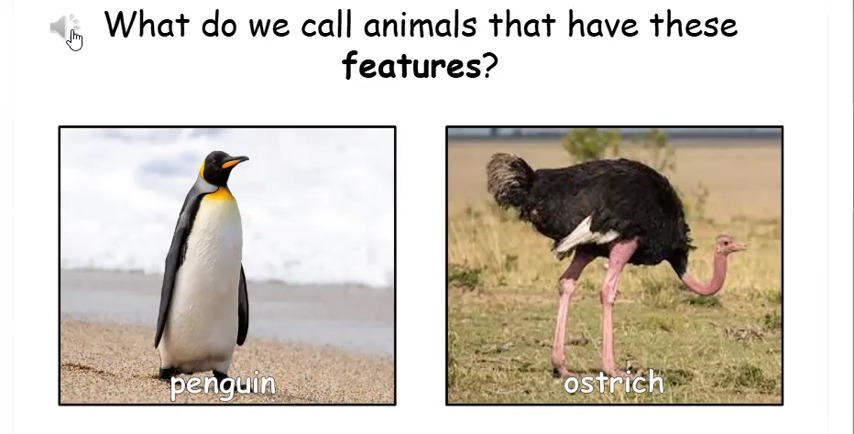 What do we call animals that have these
features?
penguin
ostrich